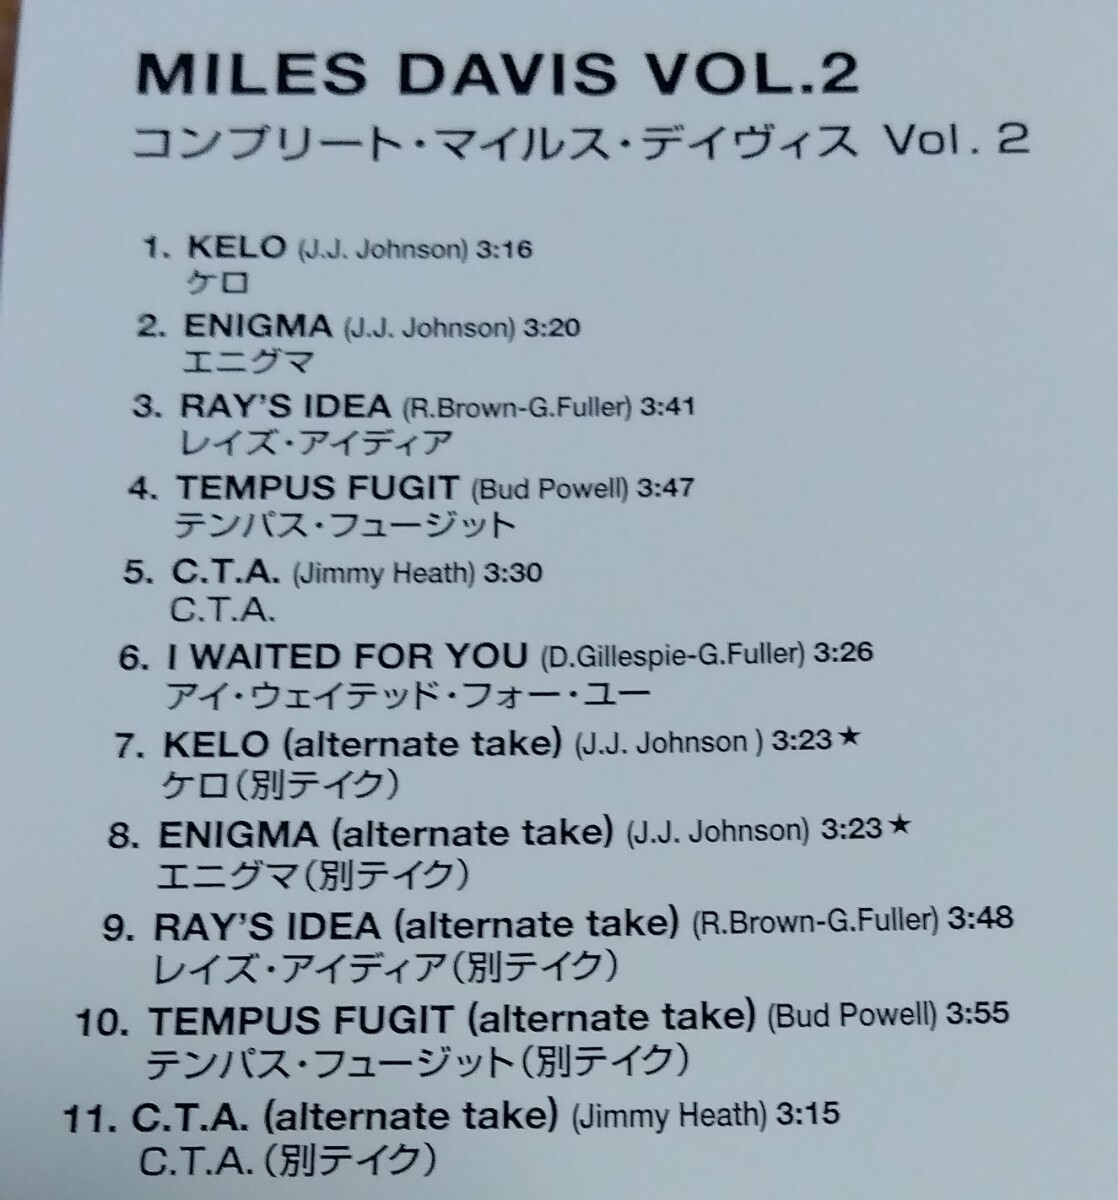 MILES DAVIS VOL.2
コンプリート・マイルス・デイヴィス Vol. 2
1. KELO (J.J. Johnson) 3:16
ケロ
2. ENIGMA (J.J. Johnson) 3:20
エニグマ
3. RAY'S IDEA (R.Brown-G.Fuller) 3:41
レイズ・アイディア
4. TEMPUS FUGIT (Bud Powell) 3:47
テンパス・フュージット
5. C.T.A. (Jimmy Heath) 3:30
C.T.A.
6. I WAITED FOR YOU (D.Gillespie-G.Fuller) 3:26
アイ・ウェイテッド・フォー・ユー
7. KELO (alternate take) (J.J. Johnson ) 3:23★
ケロ（別テイク）
8. ENIGMA (alternate take) (J.J. Johnson) 3:23★
エニグマ（別テイク）
9. RAY'S IDEA (alternate take) (R.Brown-G.Fuller) 3:48
レイズ・アイディア（別テイク）
10. TEMPUS FUGIT (alternate take) (Bud Powell) 3:55
テンパス・フュージット（別テイク）
11. C.T.A. (alternate take) (Jimmy Heath) 3:15
C.T.A.（別テイク）